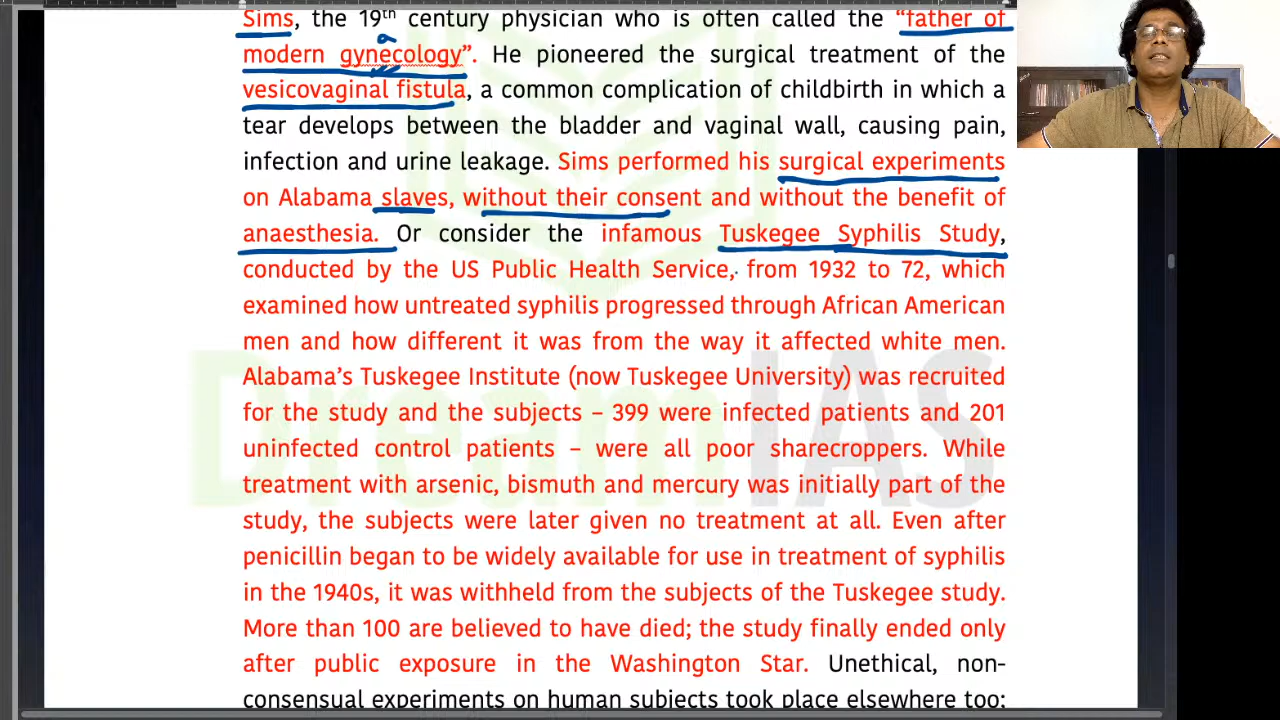 Sims, the 19th century physician who is often called the “father of
modern gynecology”. He pioneered the surgical treatment of the
vesicovaginal fistula, a common complication of childbirth in which a
tear develops between the bladder and vaginal wall, causing pain,
infection and urine leakage. Sims performed his surgical experiments
on Alabama slaves, without their consent and without the benefit of
anaesthesia. Or consider the infamous Tuskegee Syphilis Study,
conducted by the US Public Health Service, from 1932 to 72, which
examined how untreated syphilis progressed through African American
men and how different it was from the way it affected white men.
Alabama’s Tuskegee Institute (now Tuskegee University) was recruited
for the study and the subjects – 399 were infected patients and 201
uninfected control patients – were all poor sharecroppers. While
treatment with arsenic, bismuth and mercury was initially part of the
study, the subjects were later given no treatment at all. Even after
penicillin began to be widely available for use in treatment of syphilis
in the 1940s, it was withheld from the subjects of the Tuskegee study.
More than 100 are believed to have died; the study finally ended only
after public exposure in the Washington Star. Unethical, non-
consensual experiments on human subjects took place elsewhere too;
DreamIAS